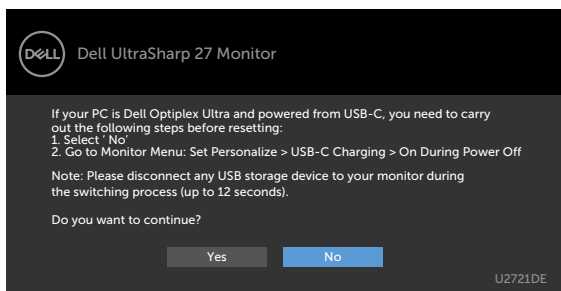 DELL
Dell UltraSharp 27 Monitor
If your PC is Dell Optiplex Ultra and powered from USB-C, you need to carry
out the following steps before resetting:
1. Select ‘ No’
2. Go to Monitor Menu: Set Personalize > USB-C Charging > On During Power Off
Note: Please disconnect any USB storage device to your monitor during
the switching process (up to 12 seconds).
Do you want to continue?
Yes
No
U2721DE